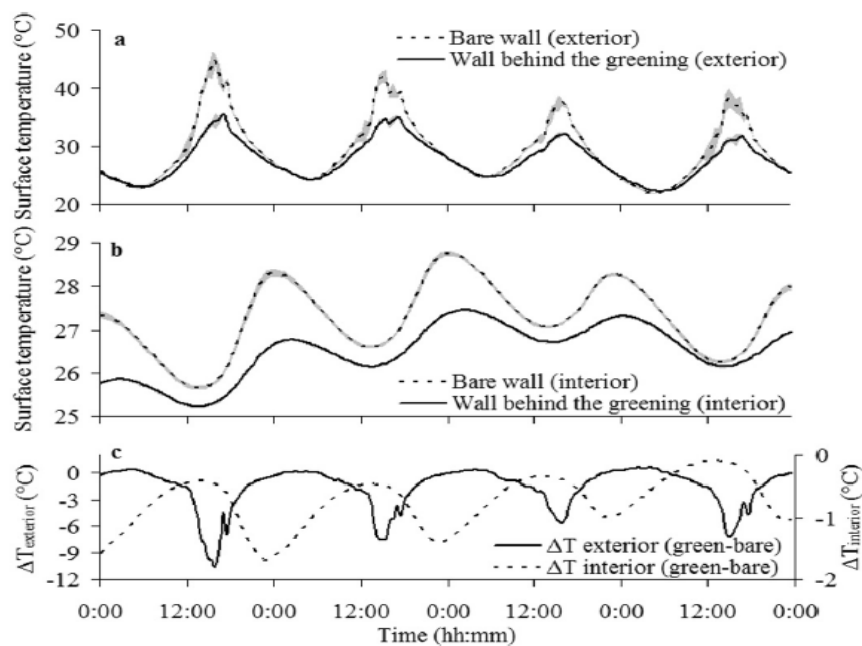 a
50
40
30
20
Surface temperature (°C)
Bare wall (exterior)
Wall behind the greening (exterior)
b
29
28
27
26
25
Surface temperature (°C)
Bare wall (interior)
Wall behind the greening (interior)
c
0
-3
-6
-9
-12
ΔTexterior (°C)
0
-1
-2
ΔTinterior (°C)
ΔT exterior (green-bare)
ΔT interior (green-bare)
0:00 12:00 0:00 12:00 0:00 12:00 0:00 12:00 0:00
Time (hh:mm)